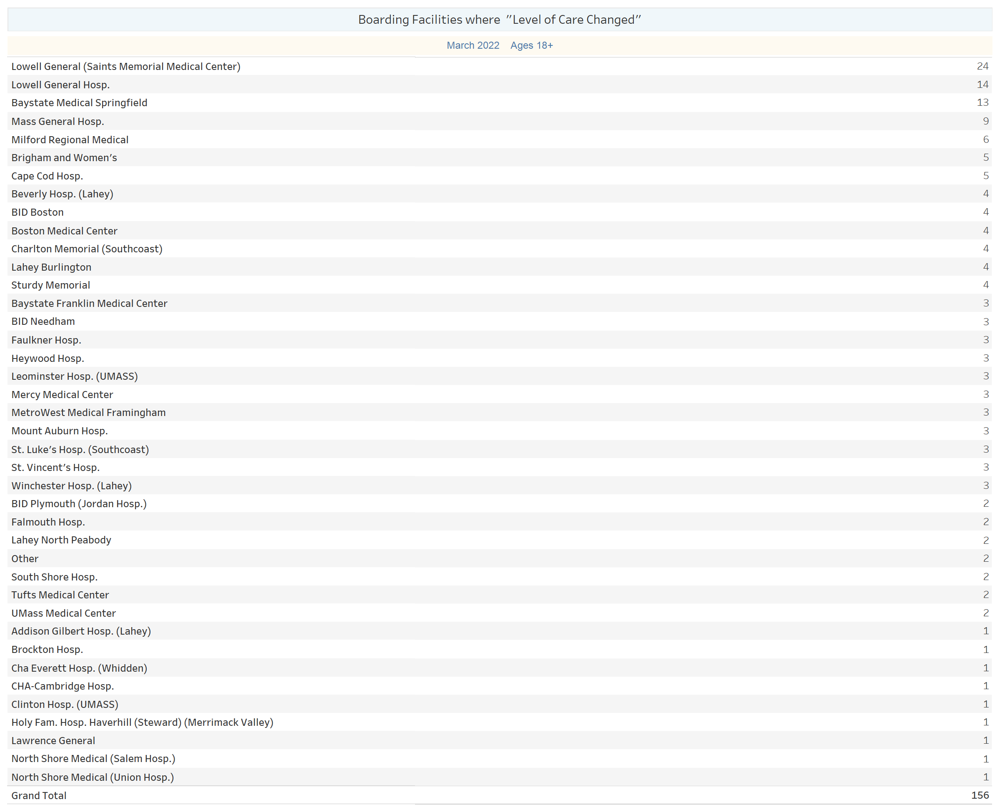 Boarding Facilities where "Level of Care Changed"
March 2022 Ages 18+
Lowell General (Saints Memorial Medical Center) 24
Lowell General Hosp. 14
Baystate Medical Springfield 13
Mass General Hosp. 9
Milford Regional Medical 6
Brigham and Women's 5
Cape Cod Hosp. 5
Beverly Hosp. (Lahey) 4
BID Boston 4
Boston Medical Center 4
Charlton Memorial (Southcoast) 4
Lahey Burlington 4
Sturdy Memorial 4
Baystate Franklin Medical Center 3
BID Needham 3
Faulkner Hosp. 3
Heywood Hosp. 3
Leominster Hosp. (UMASS) 3
Mercy Medical Center 3
MetroWest Medical Framingham 3
Mount Auburn Hosp. 3
St. Luke's Hosp. (Southcoast) 3
St. Vincent's Hosp. 3
Winchester Hosp. (Lahey) 3
BID Plymouth (Jordan Hosp.) 2
Falmouth Hosp. 2
Lahey North Peabody 2
Other 2
South Shore Hosp. 2
Tufts Medical Center 2
UMass Medical Center 2
Addison Gilbert Hosp. (Lahey) 1
Brockton Hosp. 1
Cha Everett Hosp. (Whidden) 1
CHA-Cambridge Hosp. 1
Clinton Hosp. (UMASS) 1
Holy Fam. Hosp. Haverhill (Steward) (Merrimack Valley) 1
Lawrence General 1
North Shore Medical (Salem Hosp.) 1
North Shore Medical (Union Hosp.) 1
Grand Total 156